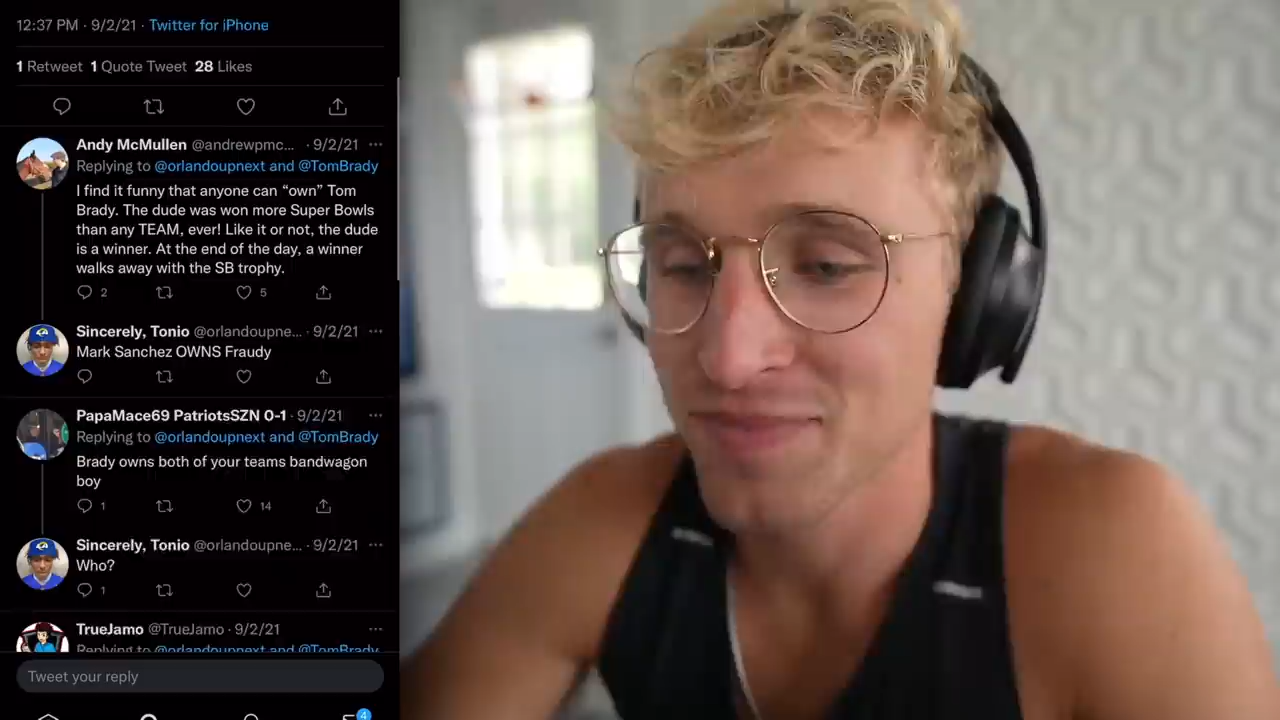 12:37 PM · 9/2/21 · Twitter for iPhone
1 Retweet 1 Quote Tweet 28 Likes
Andy McMullen @andrewpmc... · 9/2/21
Replying to @orlandoupnext and @TomBrady
I find it funny that anyone can “own” Tom
Brady. The dude was won more Super Bowls
than any TEAM, ever! Like it or not, the dude
is a winner. At the end of the day, a winner
walks away with the SB trophy.
2 5
Sincerely, Tonio @orlandoupne... · 9/2/21
Mark Sanchez OWNS Fraudy
PapaMace69 PatriotsSZN 0-1 · 9/2/21
Replying to @orlandoupnext and @TomBrady
Brady owns both of your teams bandwagon
boy
1 14
Sincerely, Tonio @orlandoupne... · 9/2/21
Who?
1
TrueJamo @TrueJamo · 9/2/21
Replying to @orlandoupnext and @TomBrady
Tweet your reply
4